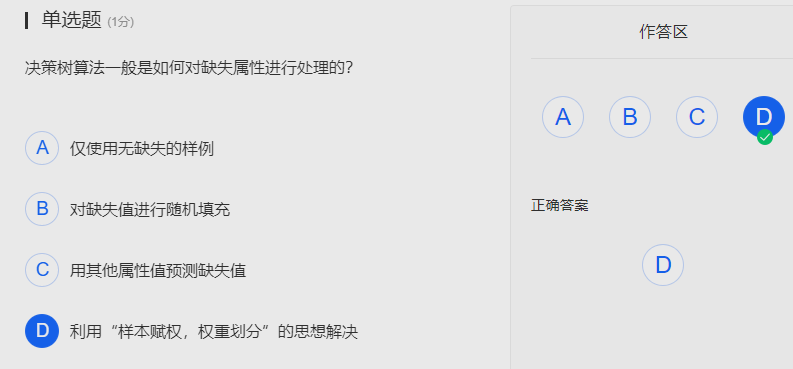 单选题 (1分)
决策树算法一般是如何对缺失属性进行处理的?
A 仅使用无缺失的样例
B 对缺失值进行随机填充
C 用其他属性值预测缺失值
D 利用“样本赋权，权重划分”的思想解决
作答区
A B C D
正确答案
D